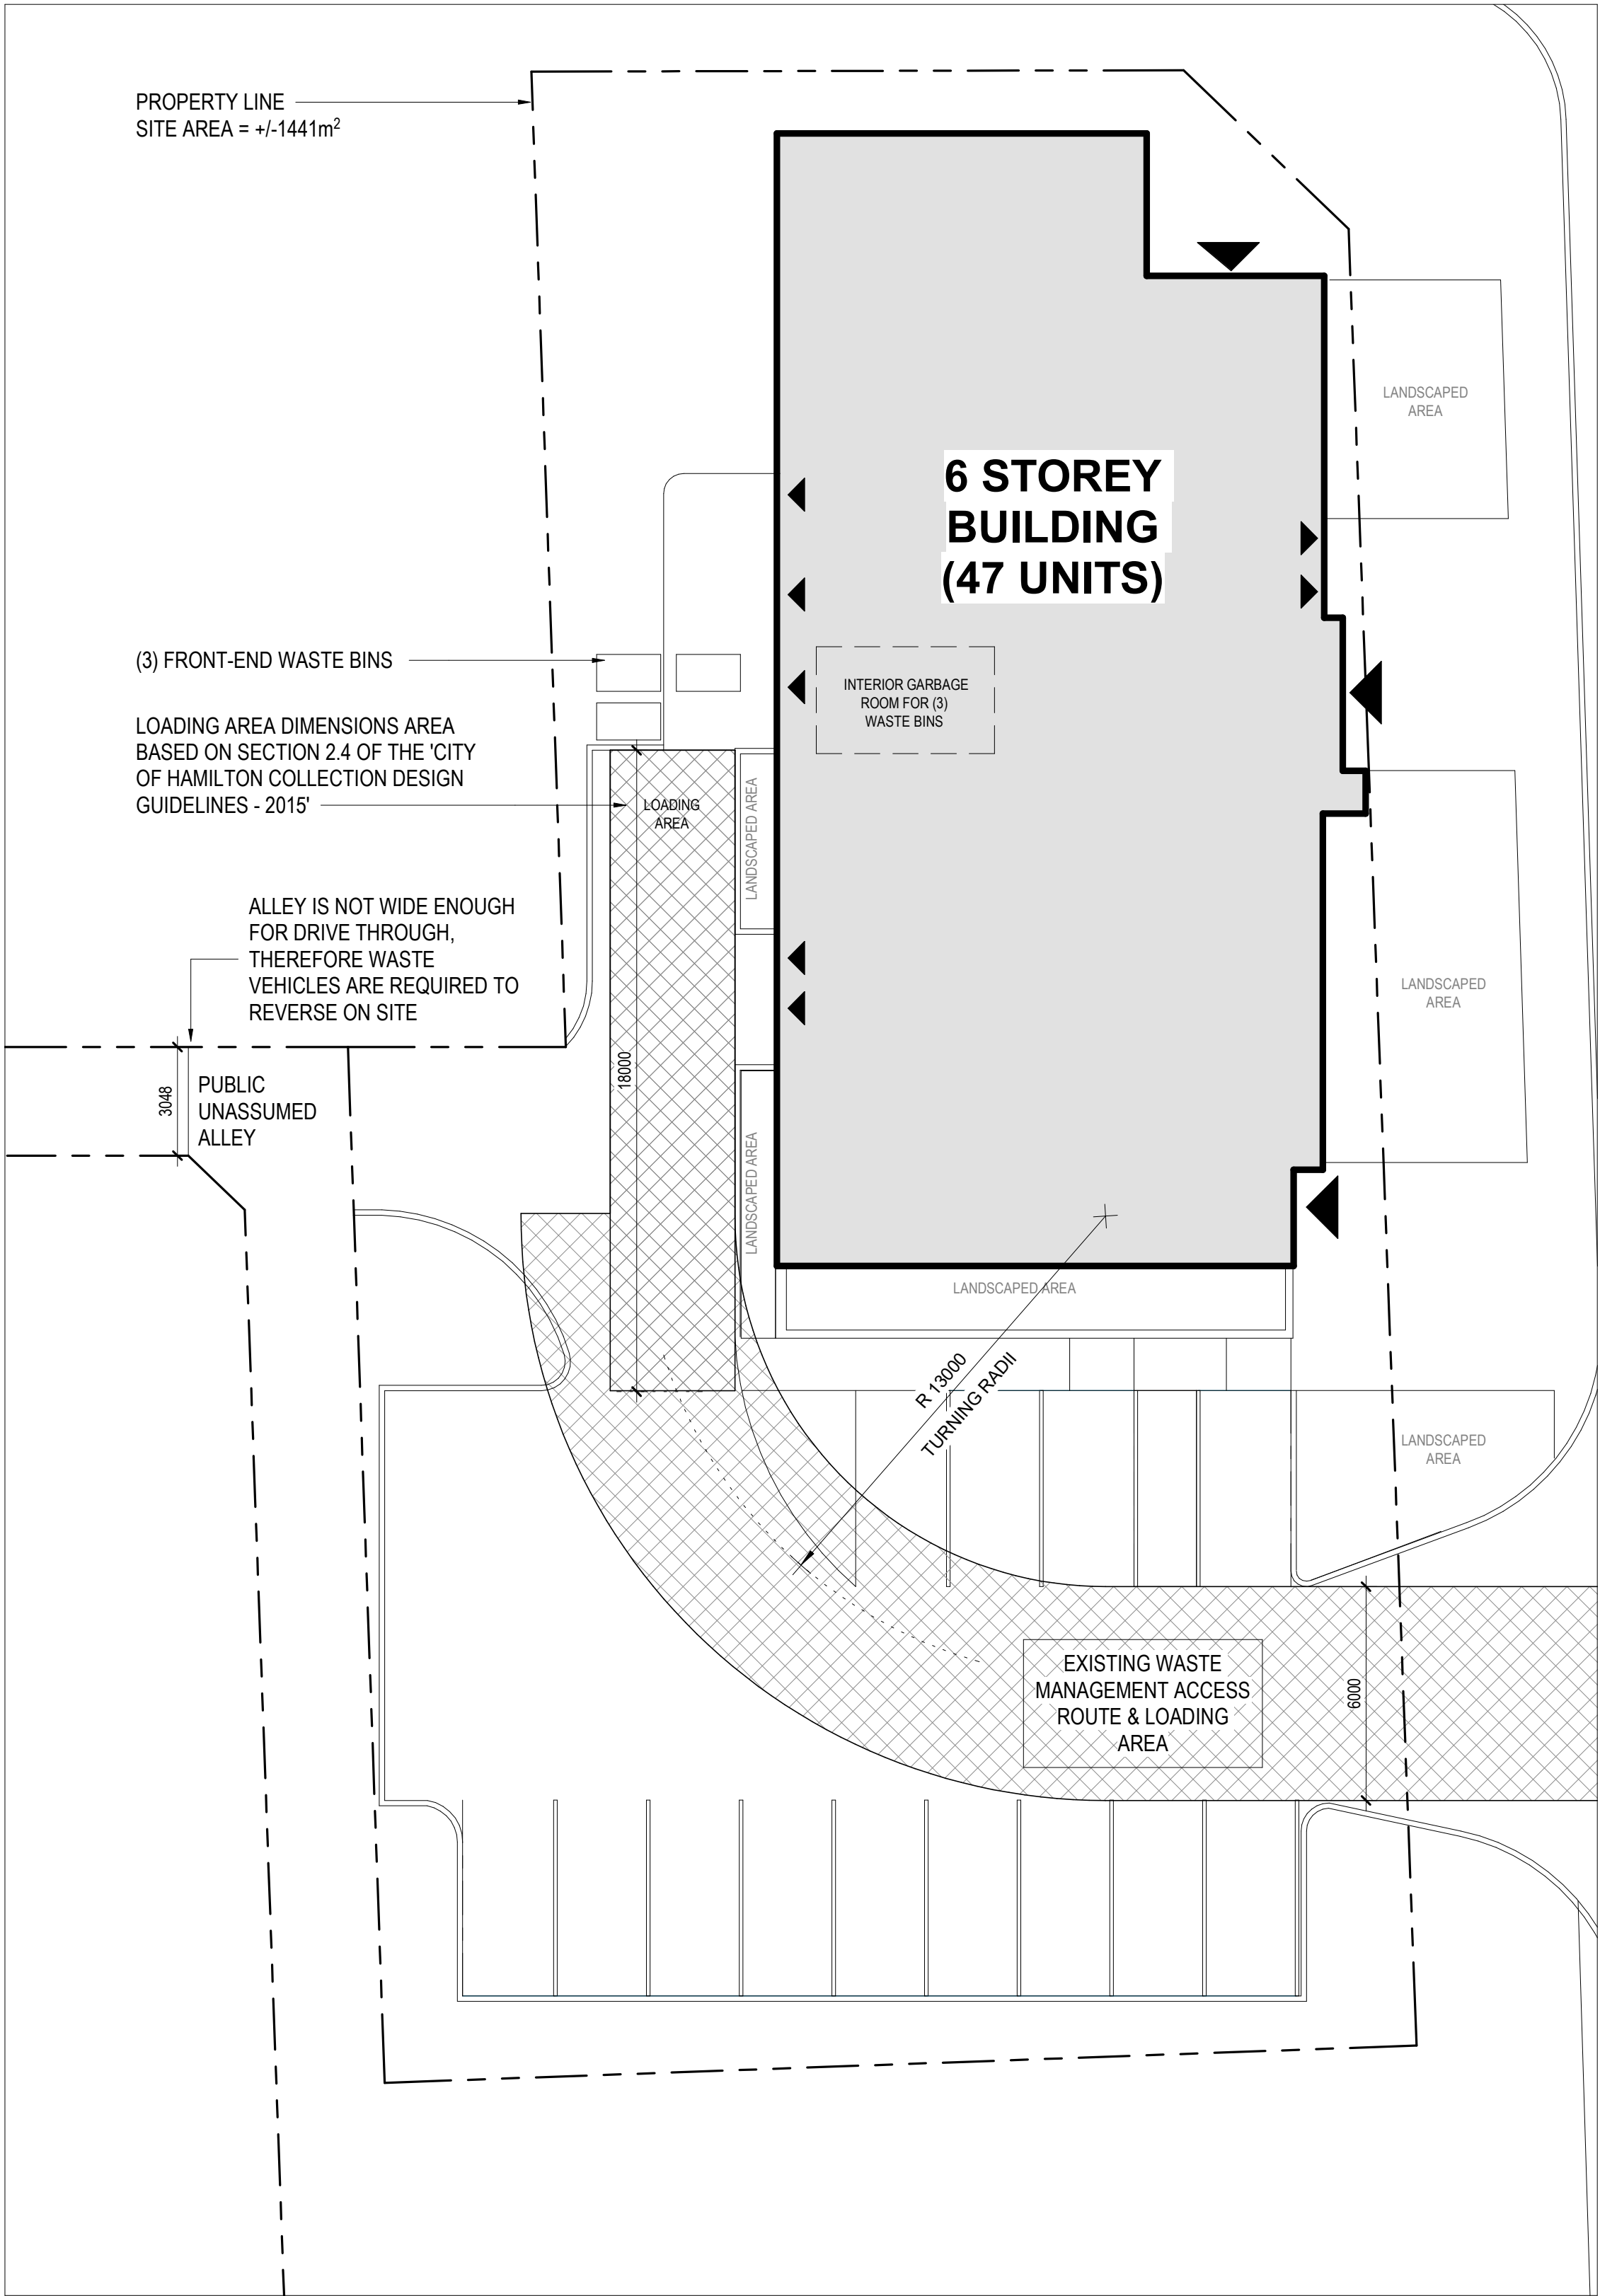 PROPERTY LINE
SITE AREA = +/-1441m²
LANDSCAPED
AREA
6 STOREY
BUILDING
(47 UNITS)
(3) FRONT-END WASTE BINS
INTERIOR GARBAGE
ROOM FOR (3)
WASTE BINS
LOADING AREA DIMENSIONS AREA
BASED ON SECTION 2.4 OF THE 'CITY
OF HAMILTON COLLECTION DESIGN
GUIDELINES - 2015'
LOADING
AREA
LANDSCAPED AREA
ALLEY IS NOT WIDE ENOUGH
FOR DRIVE THROUGH,
THEREFORE WASTE
VEHICLES ARE REQUIRED TO
REVERSE ON SITE
LANDSCAPED
AREA
18000
3048
PUBLIC
UNASSUMED
ALLEY
LANDSCAPED AREA
LANDSCAPED AREA
R 13000
TURNING RADII
LANDSCAPED
AREA
EXISTING WASTE
MANAGEMENT ACCESS
ROUTE & LOADING
AREA
6000